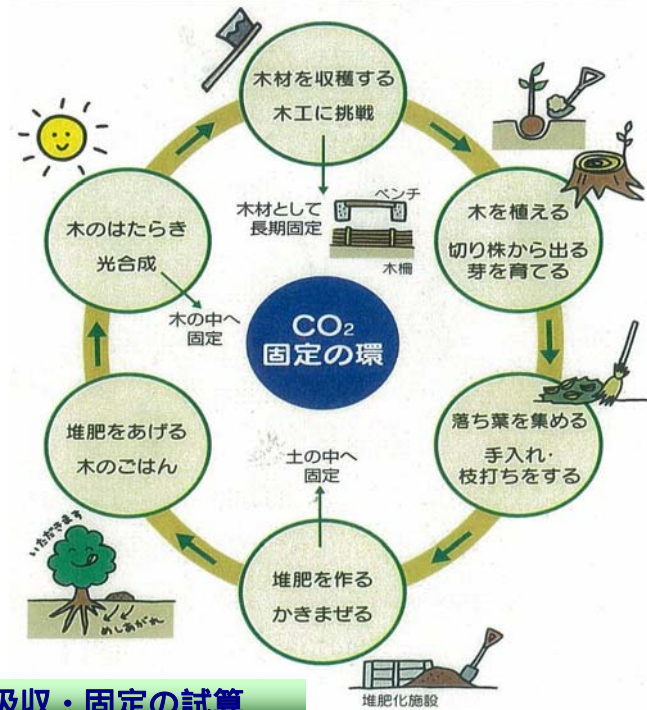 木材を収穫する
木工に挑戦
木材として
長期固定
ベンチ
木柵
木を植える
切り株から出る
芽を育てる
落ち葉を集める
手入れ・
枝打ちをする
堆肥を作る
かきまぜる
土の中へ
固定
堆肥化施設
堆肥をあげる
木のごはん
いただきます
めしあがれ
木のはたらき
光合成
木の中へ
固定
CO₂
固定の環
吸収・固定の試算